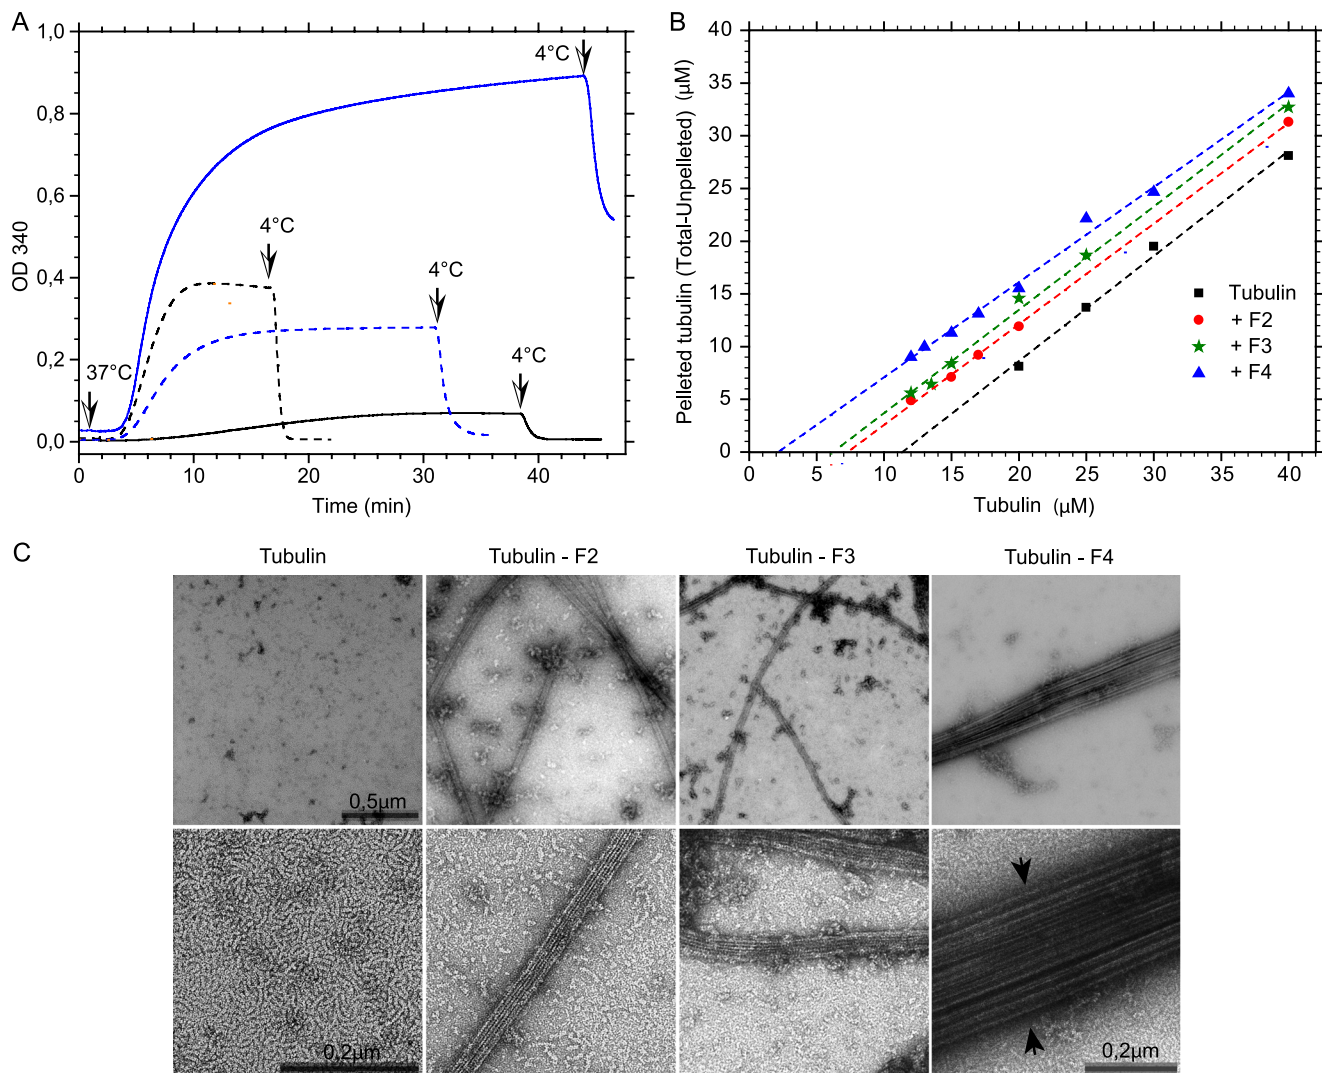 A
1,0
0,8
0,6
0,4
0,2
0,0
OD 340
37°C
4°C
4°C
4°C
4°C
0
10
20
30
40
Time (min)
B
40
35
30
25
20
15
10
5
0
Pelleted tubulin (Total-Unpelleted) (µM)
Tubulin
+ F2
+ F3
+ F4
0
5
10
15
20
25
30
35
40
Tubulin (µM)
C
Tubulin
Tubulin - F2
Tubulin - F3
Tubulin - F4
0,5µm
0,2µm
0,2µm